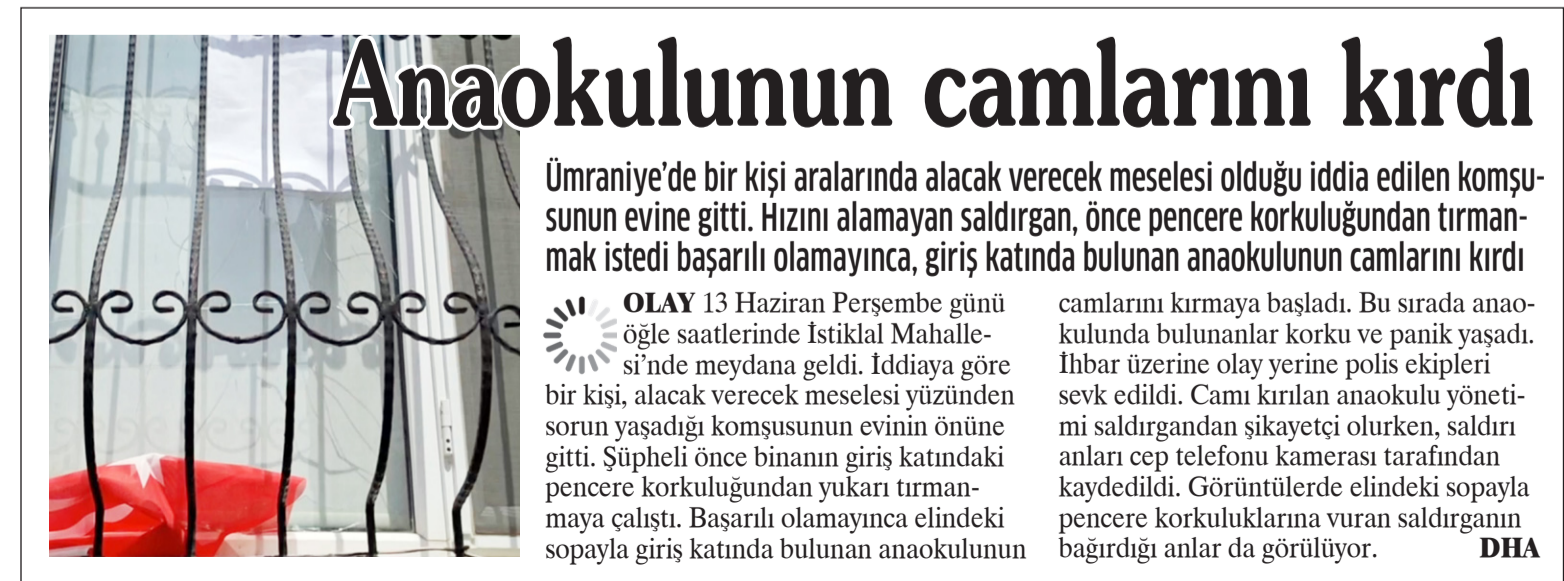 Anaokulunun camlarını kırdı
Ümraniye’de bir kişi aralarında alacak verecek meselesi olduğu iddia edilen komşu-
sunun evine gitti. Hızını alamayan saldırgan, önce pencere korkuluğundan tırman-
mak istedi başarılı olamayınca, giriş katında bulunan anaokulunun camlarını kırdı
OLAY 13 Haziran Perşembe günü
öğle saatlerinde İstiklal Mahalle-
si’nde meydana geldi. İddiaya göre
bir kişi, alacak verecek meselesi yüzünden
sorun yaşadığı komşusunun evinin önüne
gitti. Şüpheli önce binanın giriş katındaki
pencere korkuluğundan yukarı tırman-
maya çalıştı. Başarılı olamayınca elindeki
sopayla giriş katında bulunan anaokulunun
camlarını kırmaya başladı. Bu sırada anao-
kulunda bulunanlar korku ve panik yaşadı.
İhbar üzerine olay yerine polis ekipleri
sevk edildi. Camı kırılan anaokulu yöneti-
mi saldırgandan şikayetçi olurken, saldırı
anları cep telefonu kamerası tarafından
kaydedildi. Görüntülerde elindeki sopayla
pencere korkuluklarına vuran saldırganın
bağırdığı anlar da görülüyor. DHA